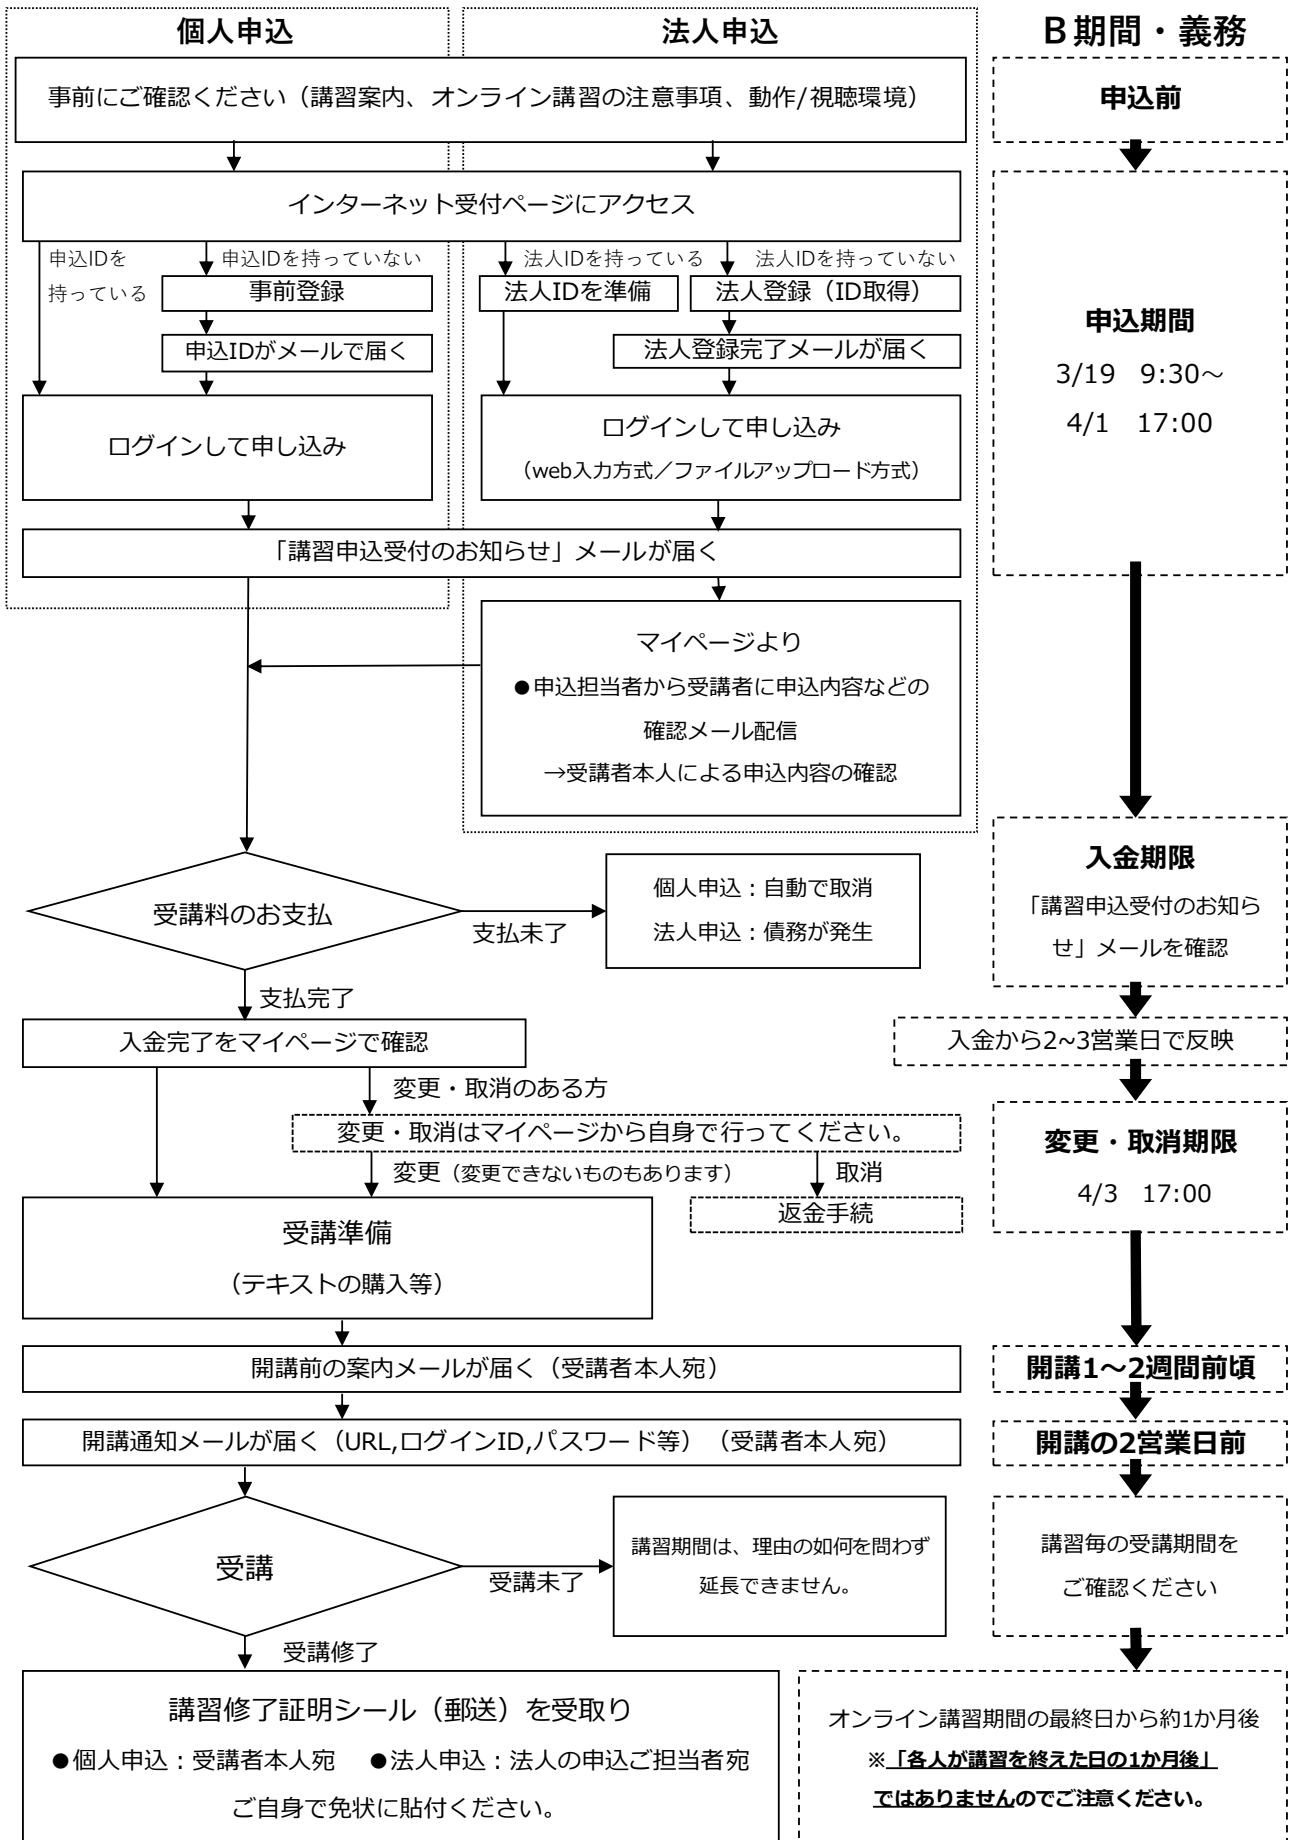 個人申込
法人申込
B期間・義務
事前にご確認ください（講習案内、オンライン講習の注意事項、動作/視聴環境）
申込前
インターネット受付ページにアクセス
申込IDを
持っている
申込IDを持っていない
法人IDを持っている
法人IDを持っていない
事前登録
法人IDを準備
法人登録（ID取得）
申込IDがメールで届く
法人登録完了メールが届く
申込期間
3/19 9:30～
4/1 17:00
ログインして申し込み
ログインして申し込み
（web入力方式／ファイルアップロード方式）
「講習申込受付のお知らせ」メールが届く
マイページより
●申込担当者から受講者に申込内容などの
確認メール配信
→受講者本人による申込内容の確認
受講料のお支払
支払未了
個人申込：自動で取消
法人申込：債務が発生
入金期限
「講習申込受付のお知ら
せ」メールを確認
支払完了
入金完了をマイページで確認
入金から2~3営業日で反映
変更・取消のある方
変更・取消はマイページから自身で行ってください。
変更（変更できないものもあります）
取消
返金手続
変更・取消期限
4/3 17:00
受講準備
（テキストの購入等）
開講前の案内メールが届く（受講者本人宛）
開講1～2週間前頃
開講通知メールが届く（URL,ログインID,パスワード等）（受講者本人宛）
開講の2営業日前
受講
受講未了
講習期間は、理由の如何を問わず
延長できません。
講習毎の受講期間を
ご確認ください
受講修了
講習修了証明シール（郵送）を受取り
●個人申込：受講者本人宛 ●法人申込：法人の申込ご担当者宛
ご自身で免状に貼付ください。
オンライン講習期間の最終日から約1か月後
※「各人が講習を終えた日の1か月後」
ではありませんのでご注意ください。